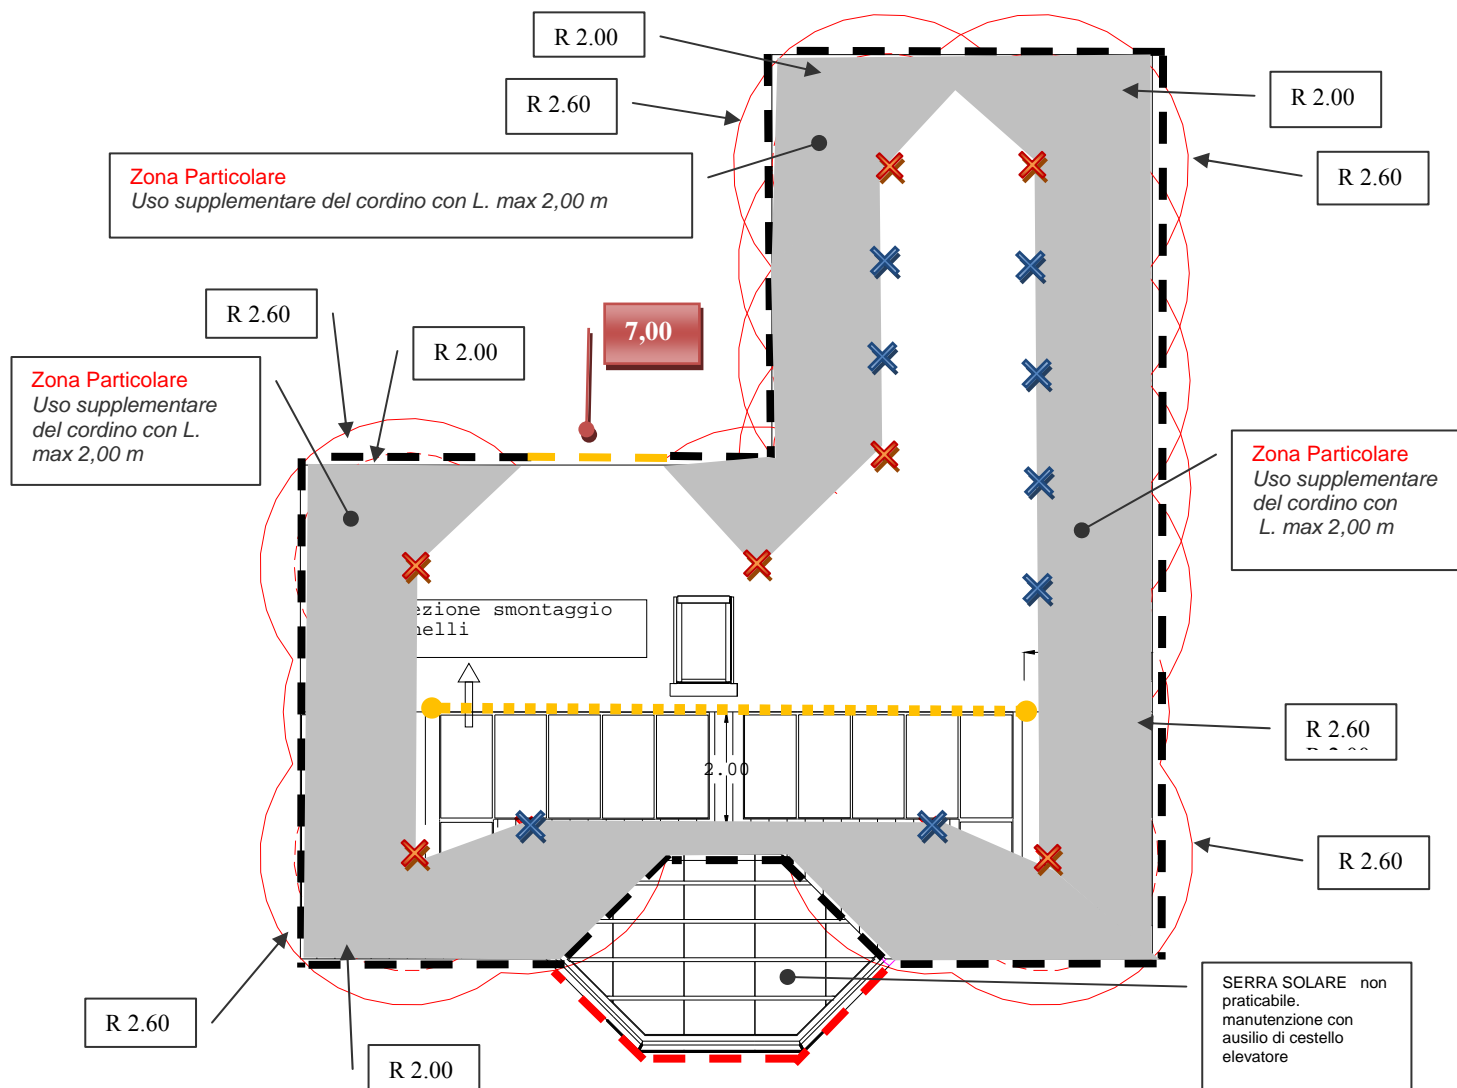 R 2.00
R 2.60
R 2.00
R 2.60
Zona Particolare
Uso supplementare del cordino con L. max 2,00 m
R 2.60
7,00
R 2.00
Zona Particolare
Uso supplementare
del cordino con L.
max 2,00 m
Zona Particolare
Uso supplementare
del cordino con
L. max 2,00 m
ezione smontaggio
nelli
R 2.60
2.00
R 2.60
SERRA SOLARE non
praticabile.
manutenzione con
ausilio di cestello
elevatore
R 2.60
R 2.00